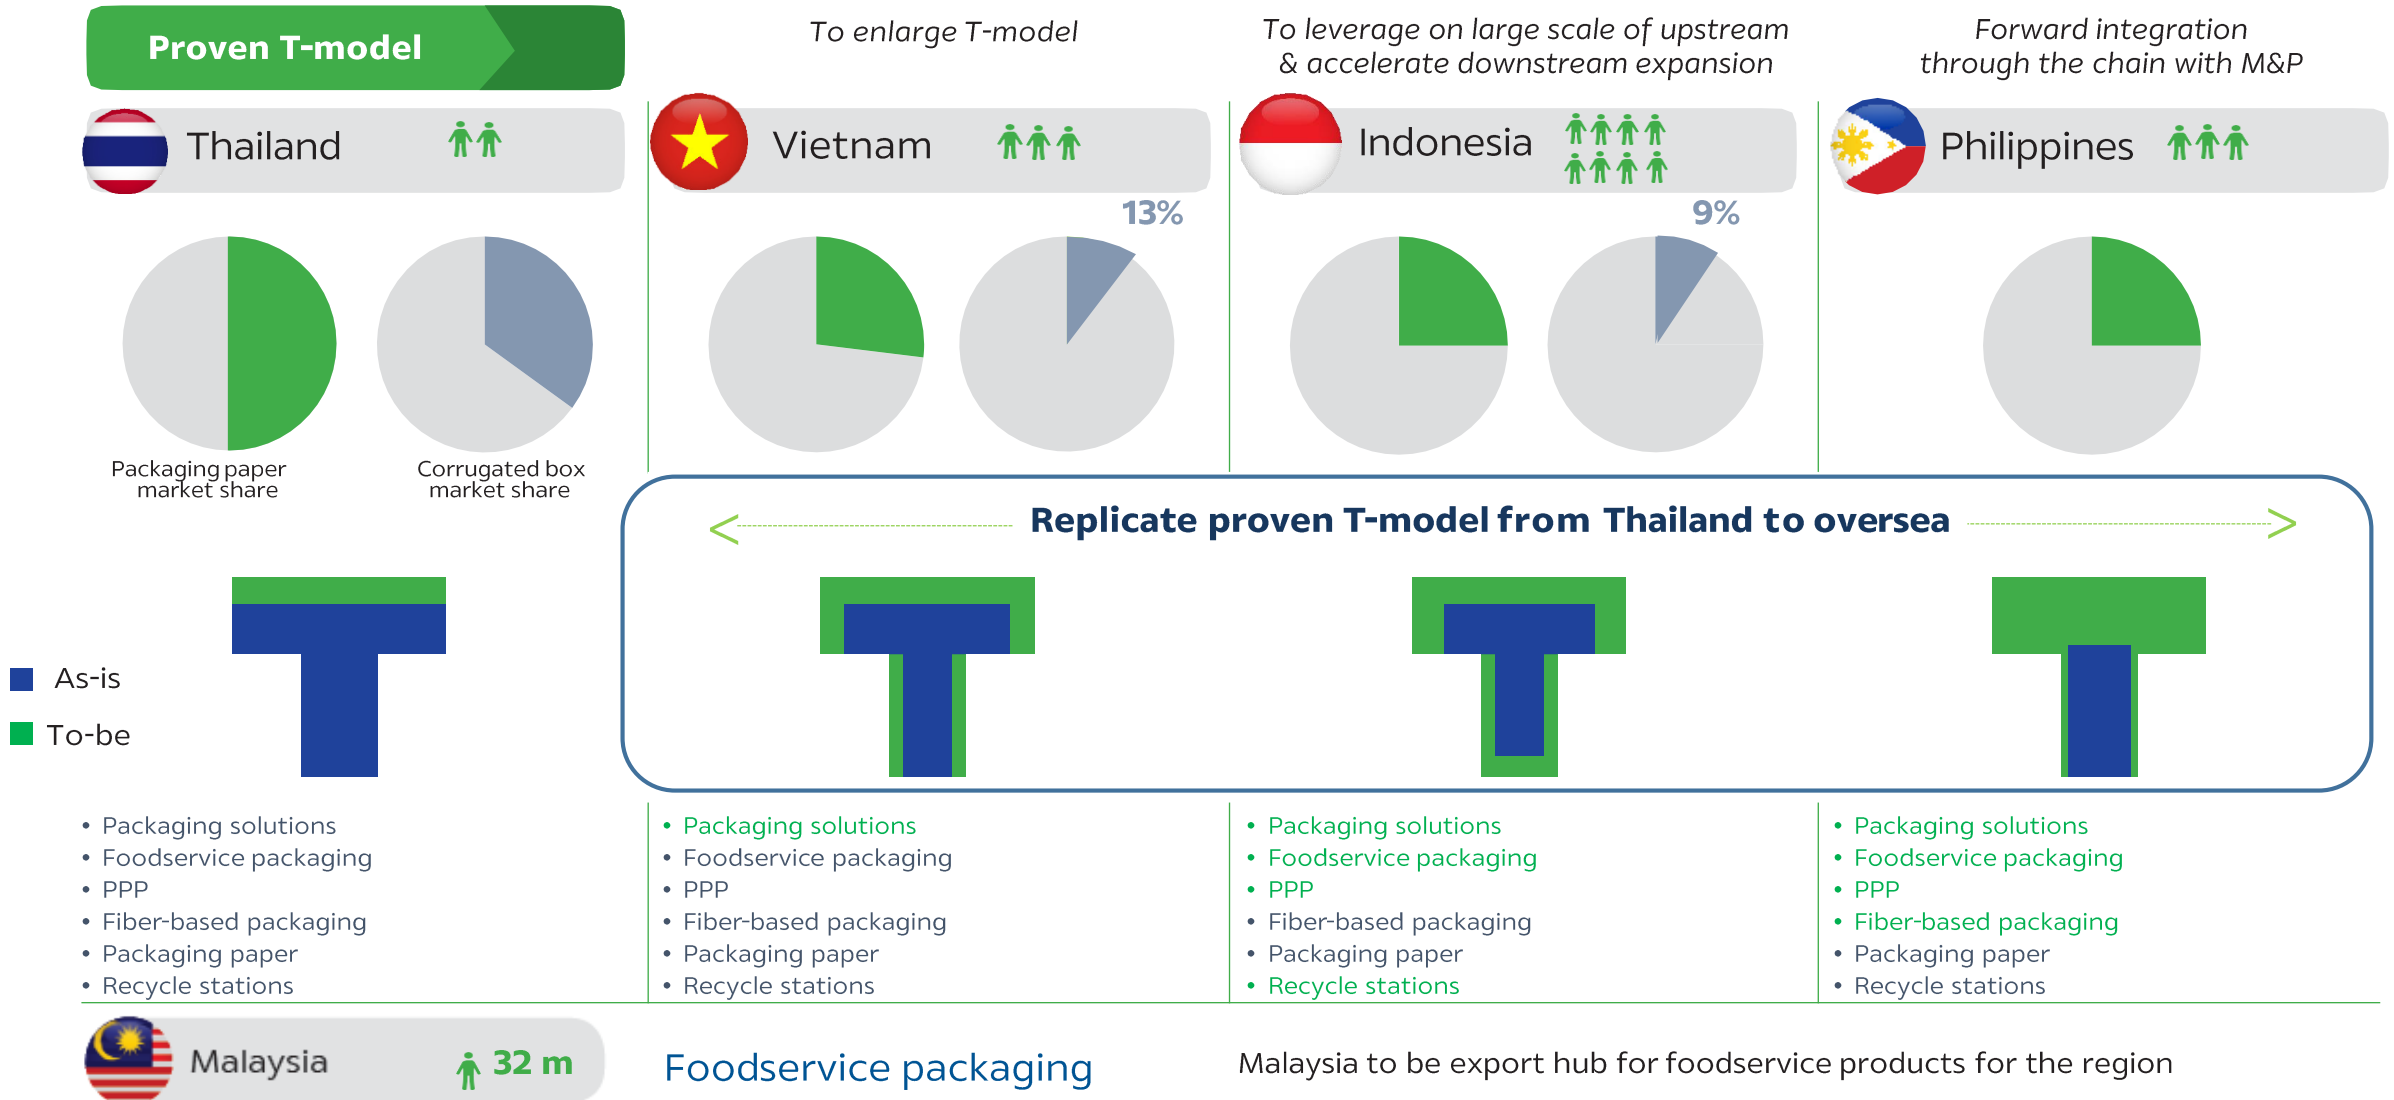 Proven T-model
To enlarge T-model
To leverage on large scale of upstream
& accelerate downstream expansion
Forward integration
through the chain with M&P
Thailand
Vietnam
Indonesia
Philippines
13%
9%
Packaging paper
market share
Corrugated box
market share
Replicate proven T-model from Thailand to oversea
As-is
To-be
• Packaging solutions
• Foodservice packaging
• PPP
• Fiber-based packaging
• Packaging paper
• Recycle stations
• Packaging solutions
• Foodservice packaging
• PPP
• Fiber-based packaging
• Packaging paper
• Recycle stations
• Packaging solutions
• Foodservice packaging
• PPP
• Fiber-based packaging
• Packaging paper
• Recycle stations
• Packaging solutions
• Foodservice packaging
• PPP
• Fiber-based packaging
• Packaging paper
• Recycle stations
Malaysia
32 m
Foodservice packaging
Malaysia to be export hub for foodservice products for the region